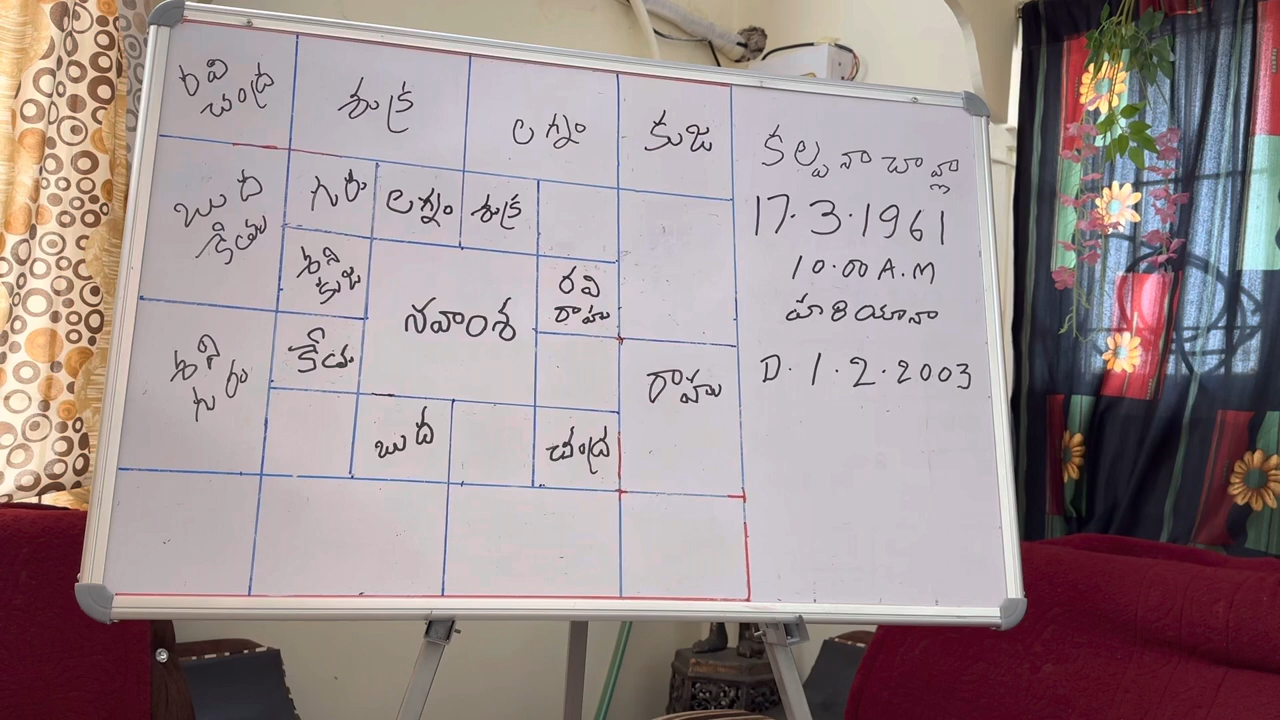 రవి
చంద్ర
శుక్ర
లగ్నం
కుజ
బుధ
కేతు
శని
గురు
రాహు
గురు
లగ్నం
శుక్ర
శని
కుజ
రవి
రాహు
కేతు
నవాంశ
బుధ
చంద్ర
కల్పనా చావ్లా
17.3.1961
10.00 A.M
హరియానా
D.1.2.2003